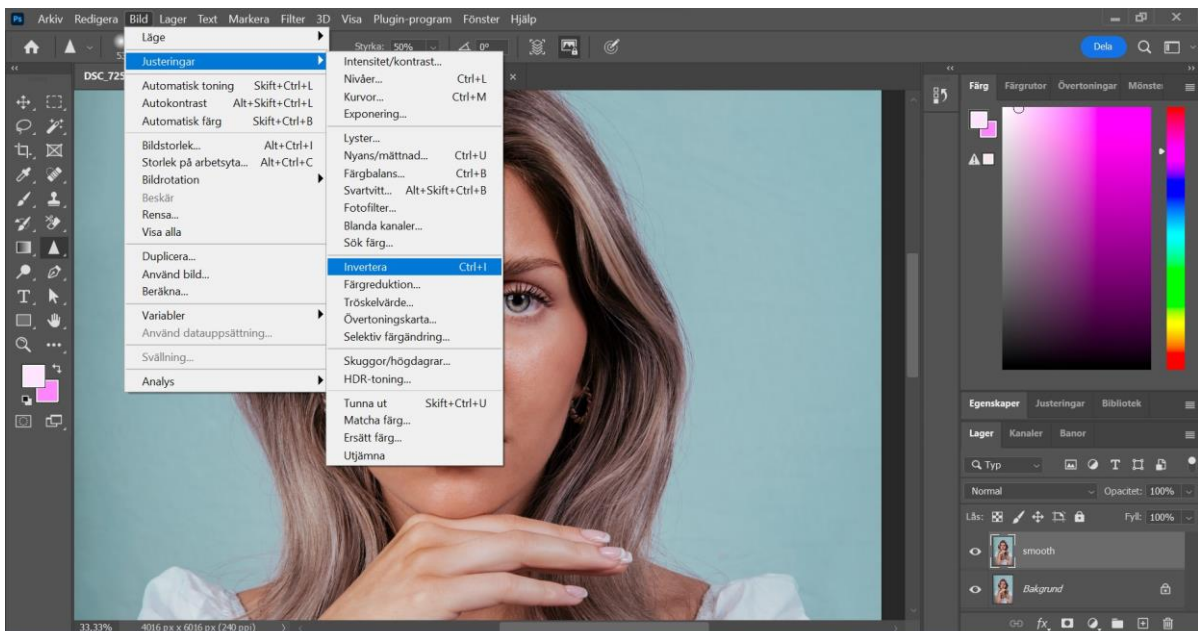 Ps Arkiv Redigera Bild Lager Text Markera Filter 3D Visa Plugin-program Fönster Hjälp
Styrka: 50% 0° Dela
DSC_725
Läge
Justeringar
Automatisk toning Skift+Ctrl+L
Autokontrast Alt+Skift+Ctrl+L
Automatisk färg Skift+Ctrl+B
Bildstorlek... Alt+Ctrl+I
Storlek på arbetsyta... Alt+Ctrl+C
Bildrotation
Beskär
Rensa...
Visa alla
Duplicera...
Använd bild...
Beräkna...
Variabler
Använd datauppsättning...
Svällning...
Analys
Intensitet/kontrast...
Nivåer... Ctrl+L
Kurvor... Ctrl+M
Exponering...
Lyster...
Nyans/mättnad... Ctrl+U
Färgbalans... Ctrl+B
Svartvitt... Alt+Skift+Ctrl+B
Fotofilter...
Blanda kanaler...
Sök färg...
Invertera Ctrl+I
Färgreduktion...
Tröskelvärde...
Övertoningskarta...
Selektiv färgändring...
Skuggor/högdagrar...
HDR-toning...
Tunna ut Skift+Ctrl+U
Matcha färg...
Ersätt färg...
Utjämna
Färg Färgrutor Övertoningar Mönste
Egenskaper Justeringar Bibliotek
Lager Kanaler Banor
Typ
Normal Opacitet: 100%
Lås: Fyll: 100%
smooth
Bakgrund
33,33% 4016 px x 6016 px (240 ppi)